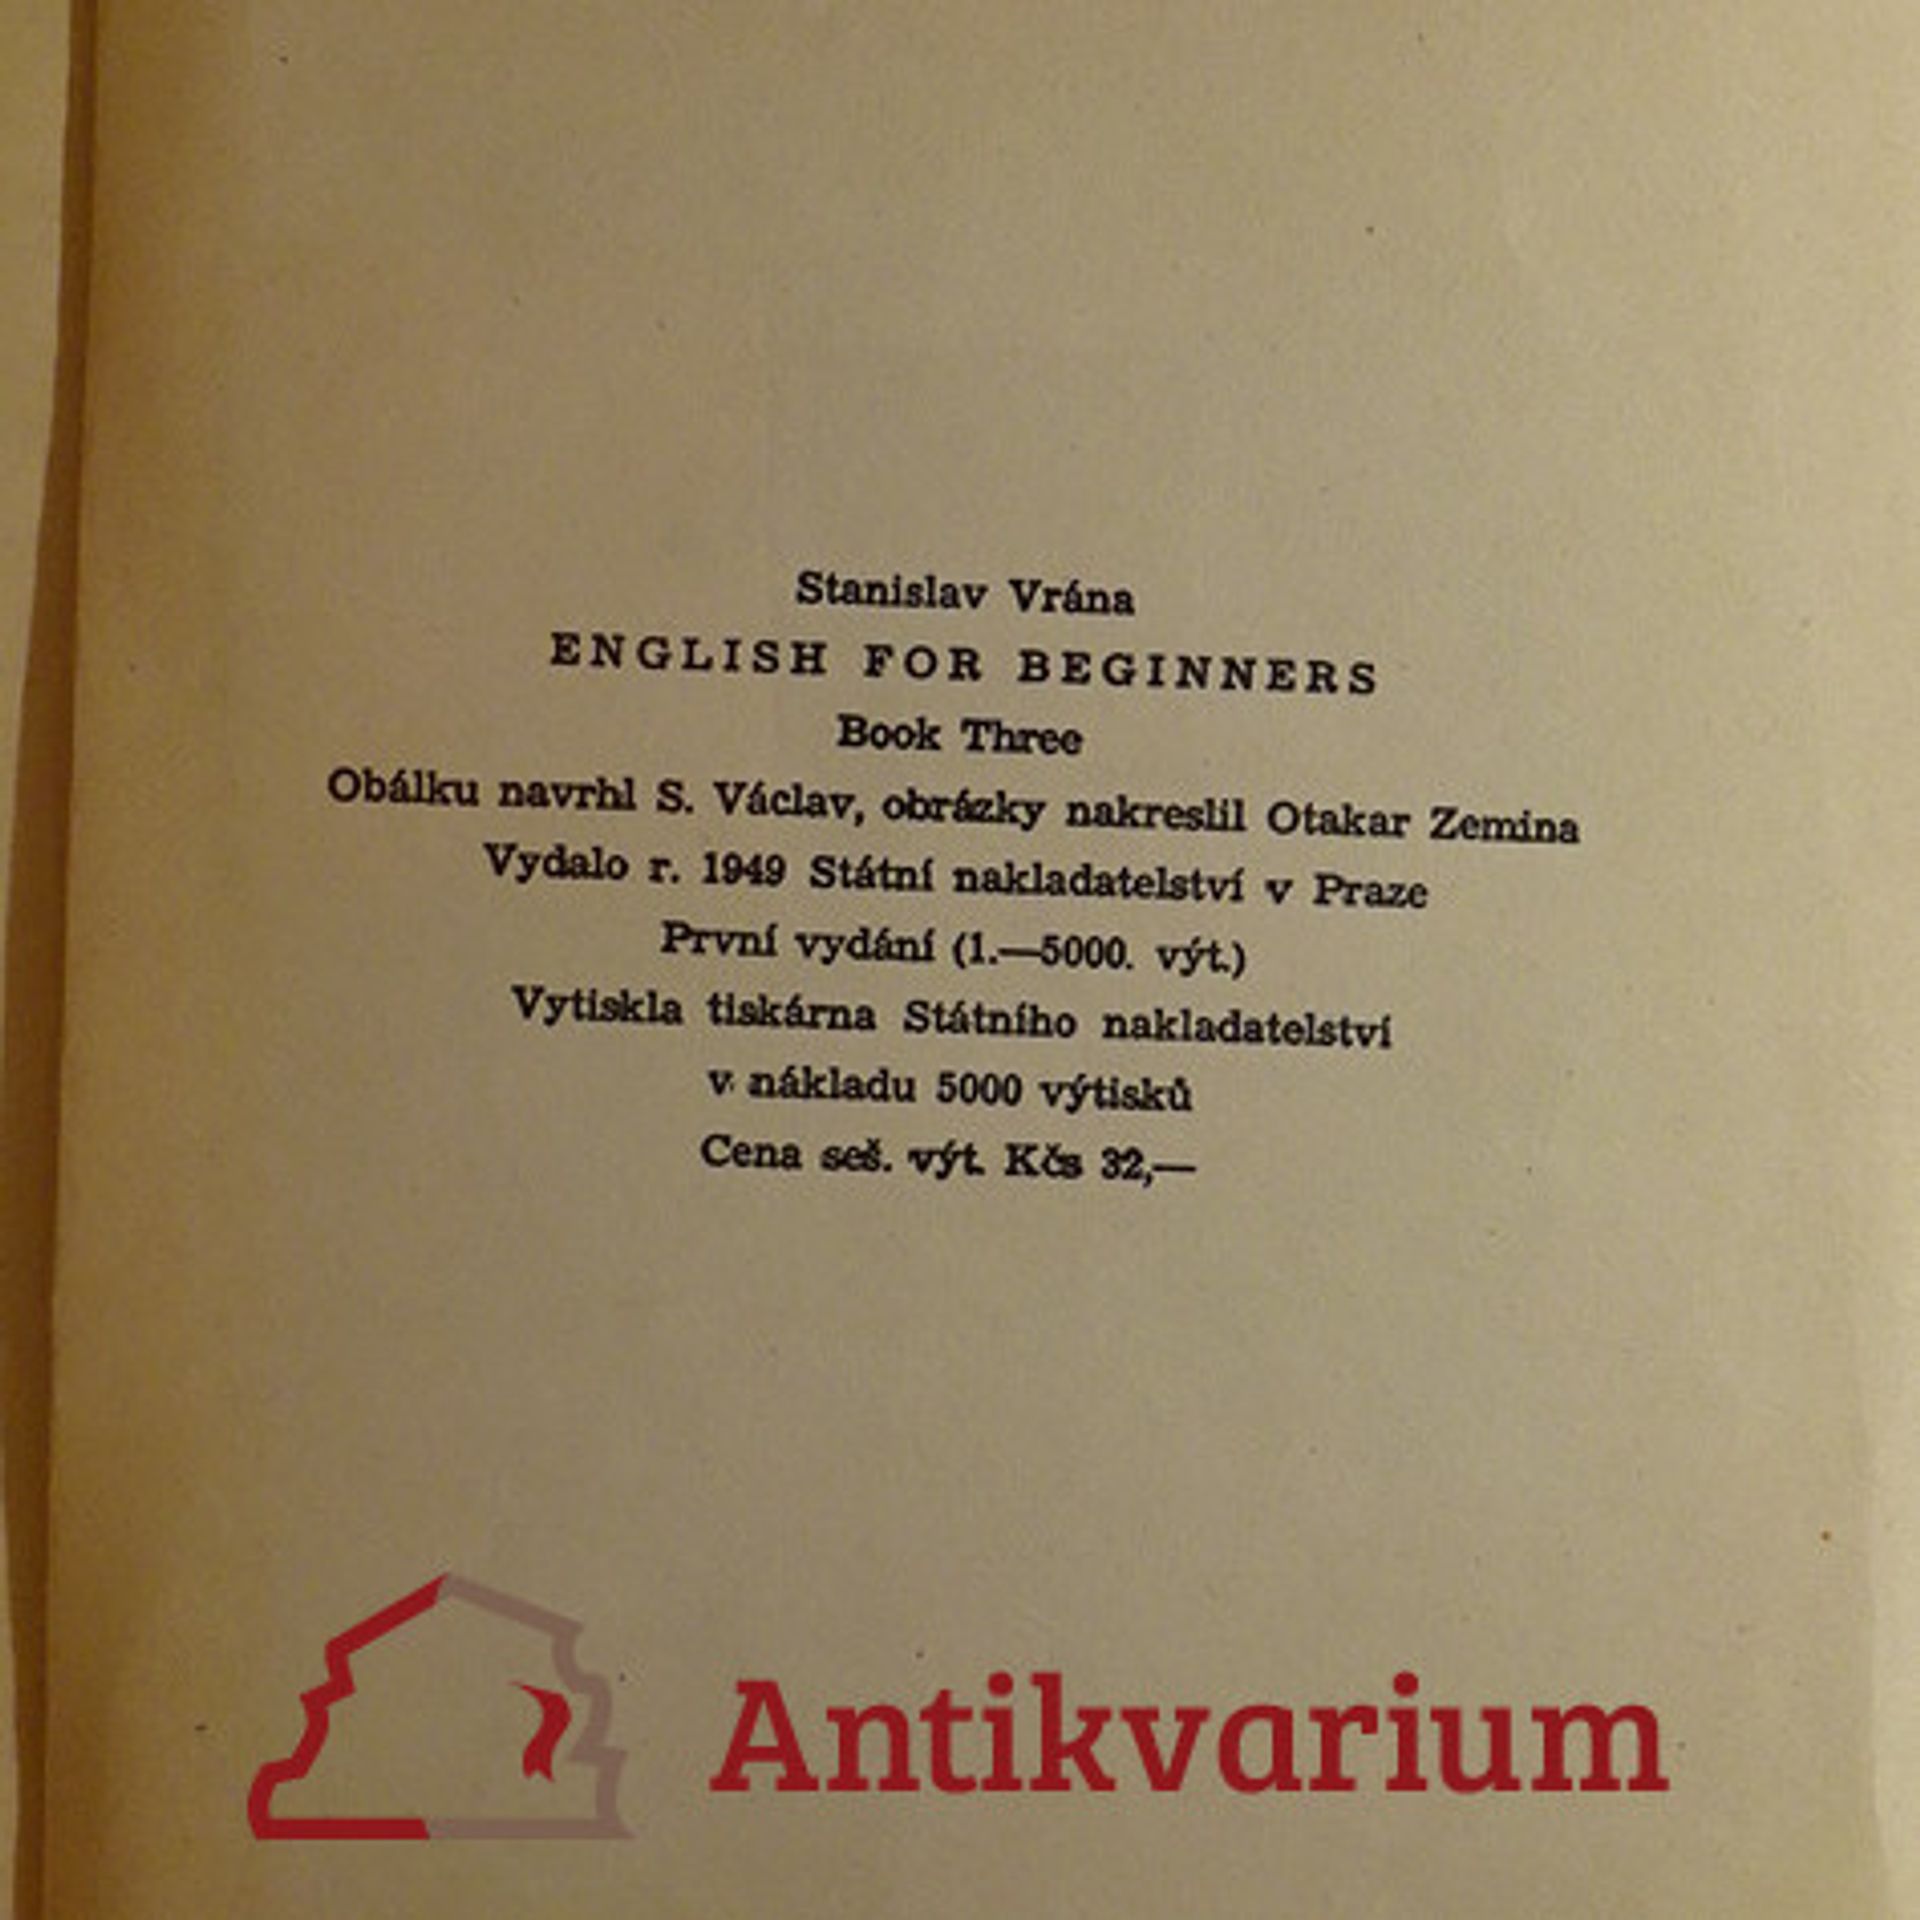 Stanislav Vrána
ENGLISH FOR BEGINNERS
Book Three
Obálku navrhl S. Václav, obrázky nakreslil Otakar Zemina
Vydalo r. 1949 Státní nakladatelství v Praze
První vydání (1.—5000. výt.)
Vytiskla tiskárna Státního nakladatelství
v nákladu 5000 výtisků
Cena seš. výt. Kčs 32,—
Antikvarium